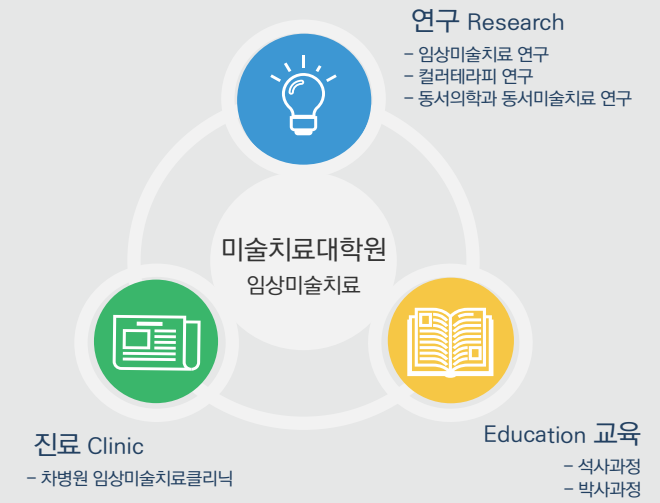 연구 Research
- 임상미술치료 연구
- 컬러테라피 연구
- 동서의학과 동서미술치료 연구
미술치료대학원
임상미술치료
진료 Clinic
- 차병원 임상미술치료클리닉
Education 교육
- 석사과정
- 박사과정